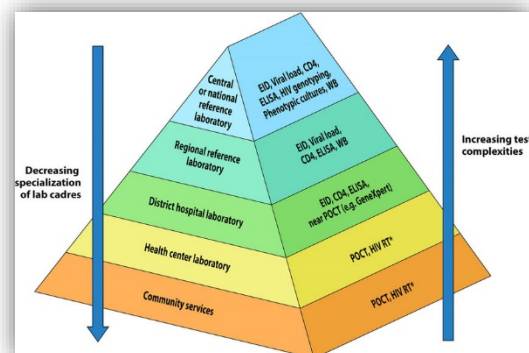 Central
or national
reference
laboratory
EID, Viral load, CD4,
ELISA, HIV genotyping,
Phenotypic cultures, WB
Regional reference
laboratory
EID, Viral load,
CD4, ELISA, WB
District hospital laboratory
EID, CD4, ELISA,
near POCT (e.g. GeneXpert)
Health center laboratory
POCT, HIV RT*
Community services
POCT, HIV RT*
Decreasing
specialization
of lab cadres
Increasing test
complexities